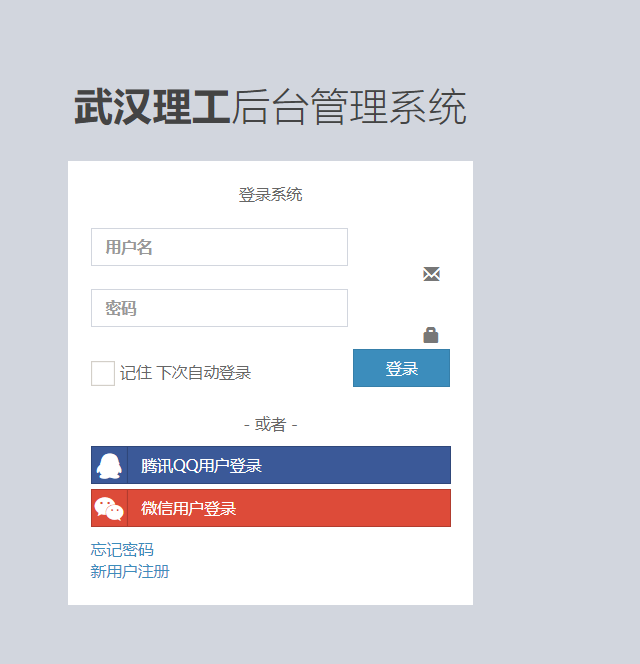 武汉理工后台管理系统
登录系统
用户名
密码
记住 下次自动登录
登录
- 或者 -
腾讯QQ用户登录
微信用户登录
忘记密码
新用户注册